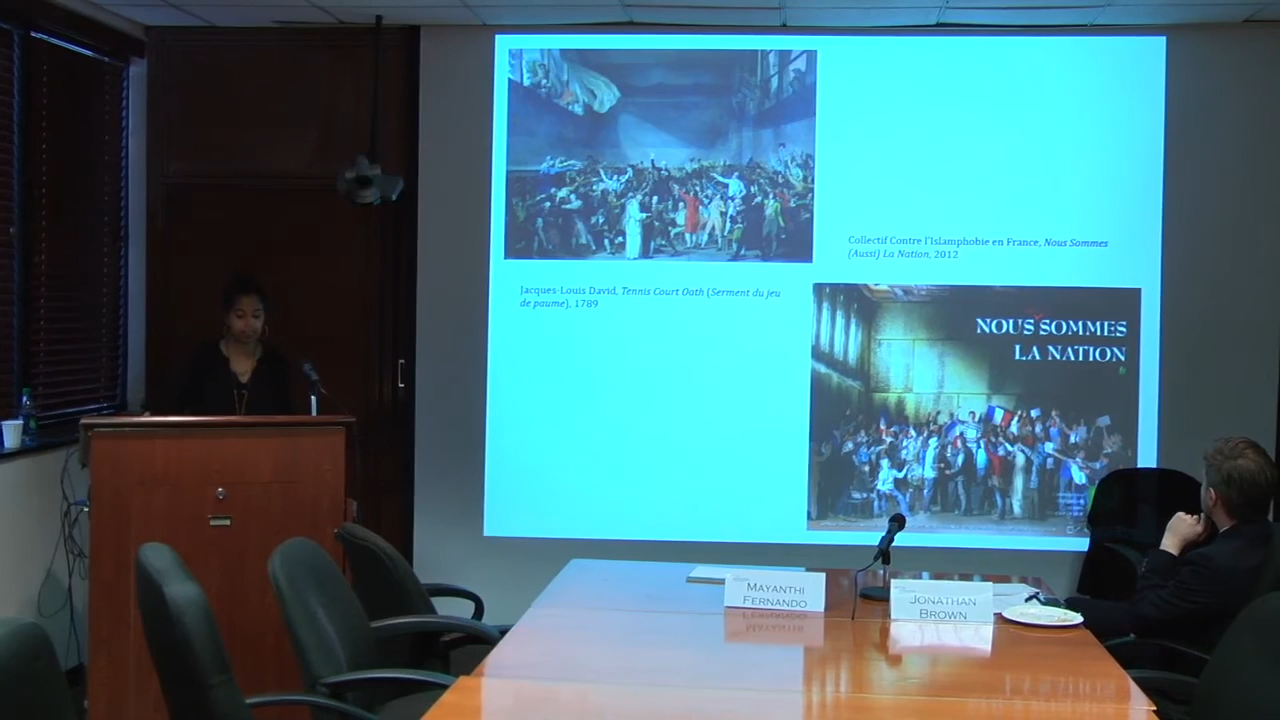 Collectif Contre l'Islamphobie en France, Nous Sommes
(Aussi) La Nation, 2012
Jacques-Louis David, Tennis Court Oath (Serment du jeu
de paume), 1789
NOUS SOMMES
LA NATION
MAYANTHI
FERNANDO
JONATHAN
BROWN